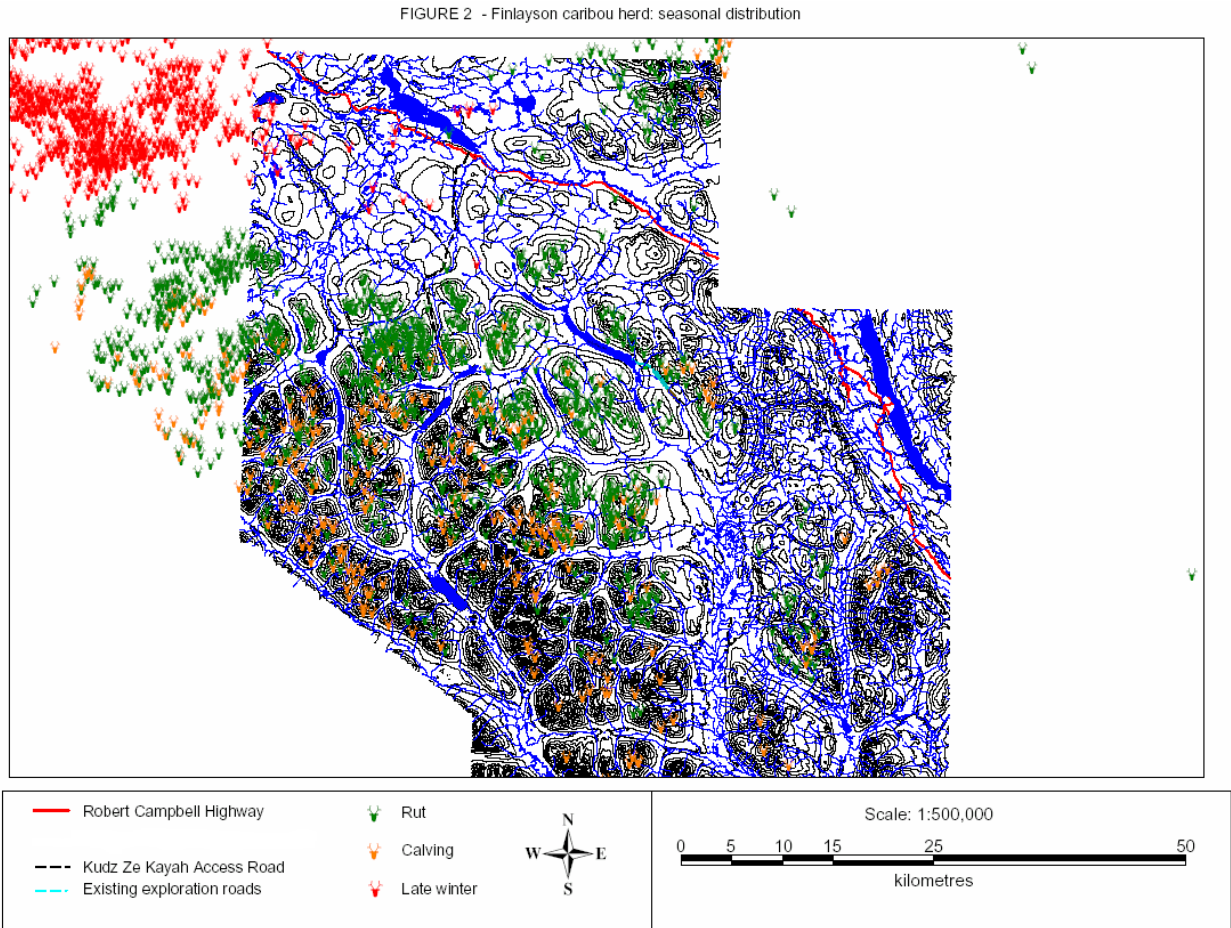 FIGURE 2 - Finlayson caribou herd: seasonal distribution
Robert Campbell Highway
Kudz Ze Kayah Access Road
Existing exploration roads
Rut
Calving
Late winter
N
W E
S
Scale: 1:500,000
0 5 10 15 25 50
kilometres